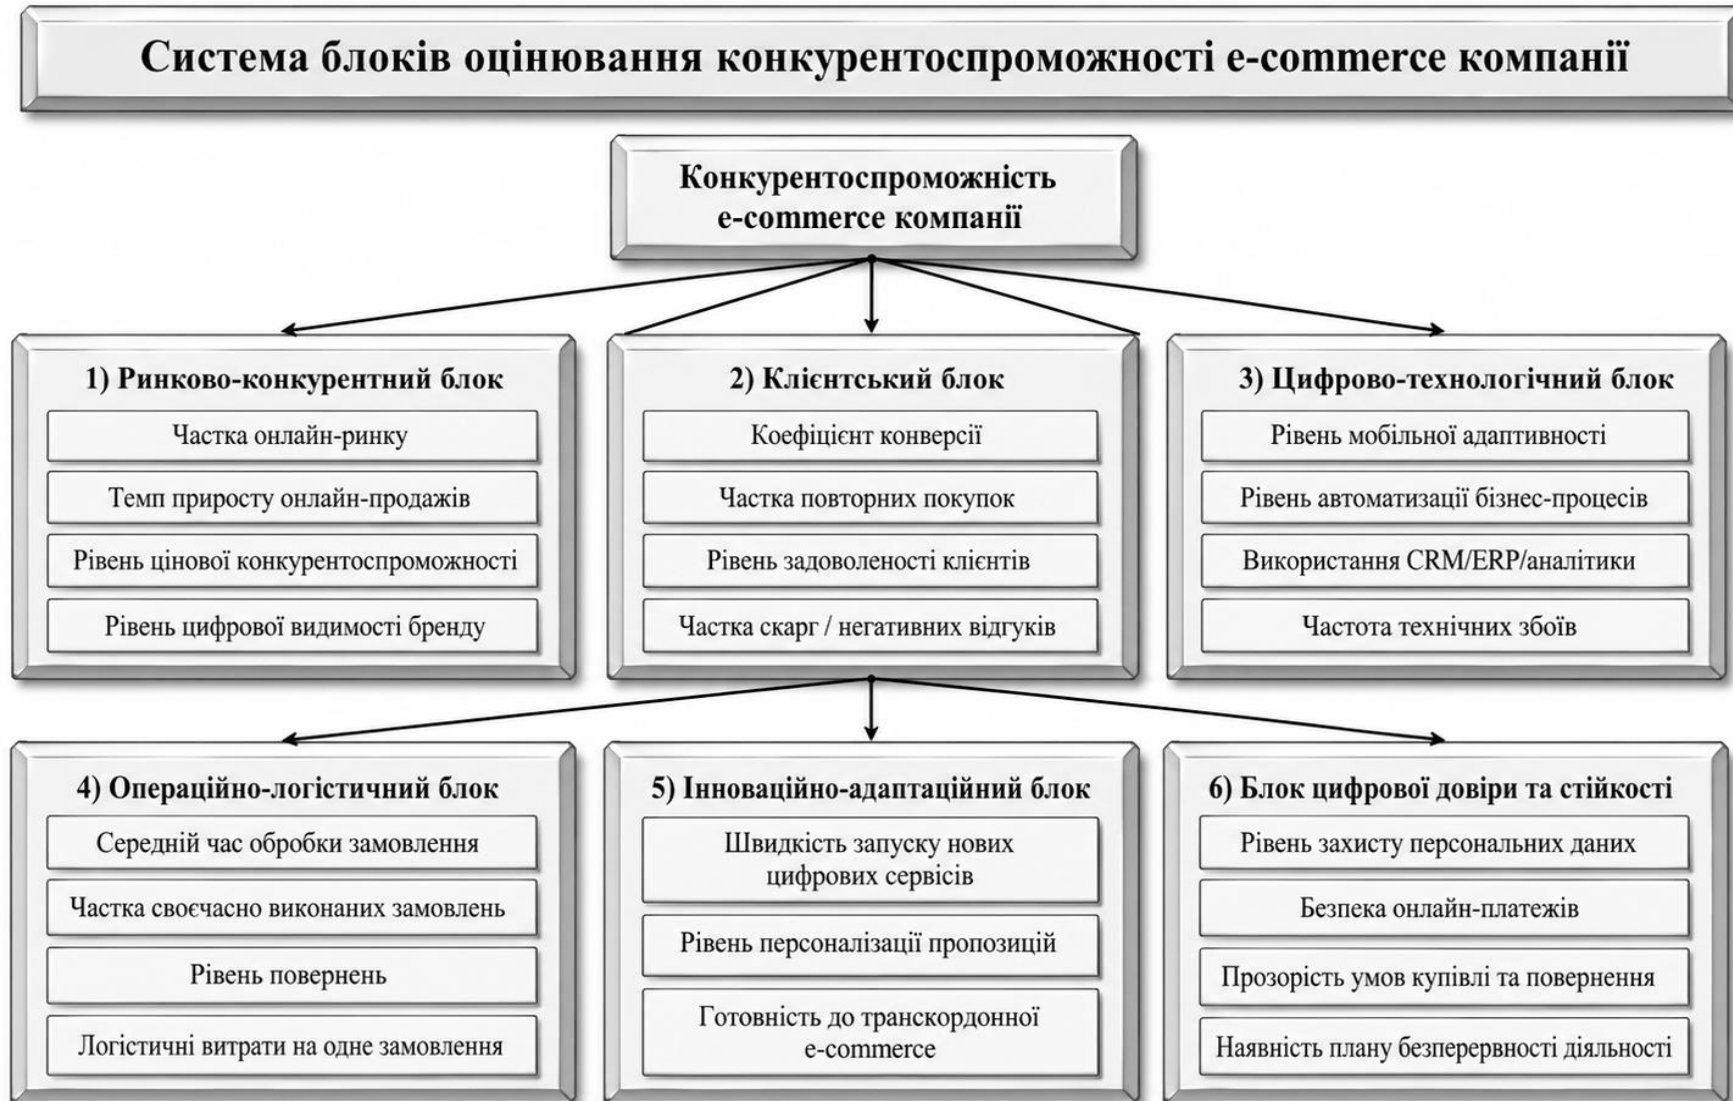 Система блоків оцінювання конкурентоспроможності e-commerce компанії
Конкурентоспроможність
e-commerce компанії
1) Ринково-конкурентний блок
Частка онлайн-ринку
Темп приросту онлайн-продажів
Рівень цінової конкурентоспроможності
Рівень цифрової видимості бренду
2) Клієнтський блок
Коефіцієнт конверсії
Частка повторних покупок
Рівень задоволеності клієнтів
Частка скарг / негативних відгуків
3) Цифрово-технологічний блок
Рівень мобільної адаптивності
Рівень автоматизації бізнес-процесів
Використання CRM/ERP/аналітики
Частота технічних збоїв
4) Операційно-логістичний блок
Середній час обробки замовлення
Частка своєчасно виконаних замовлень
Рівень повернень
Логістичні витрати на одне замовлення
5) Інноваційно-адаптаційний блок
Швидкість запуску нових
цифрових сервісів
Рівень персоналізації пропозицій
Готовність до транскордонної
e-commerce
6) Блок цифрової довіри та стійкості
Рівень захисту персональних даних
Безпека онлайн-платежів
Прозорість умов купівлі та повернення
Наявність плану безперервності діяльності